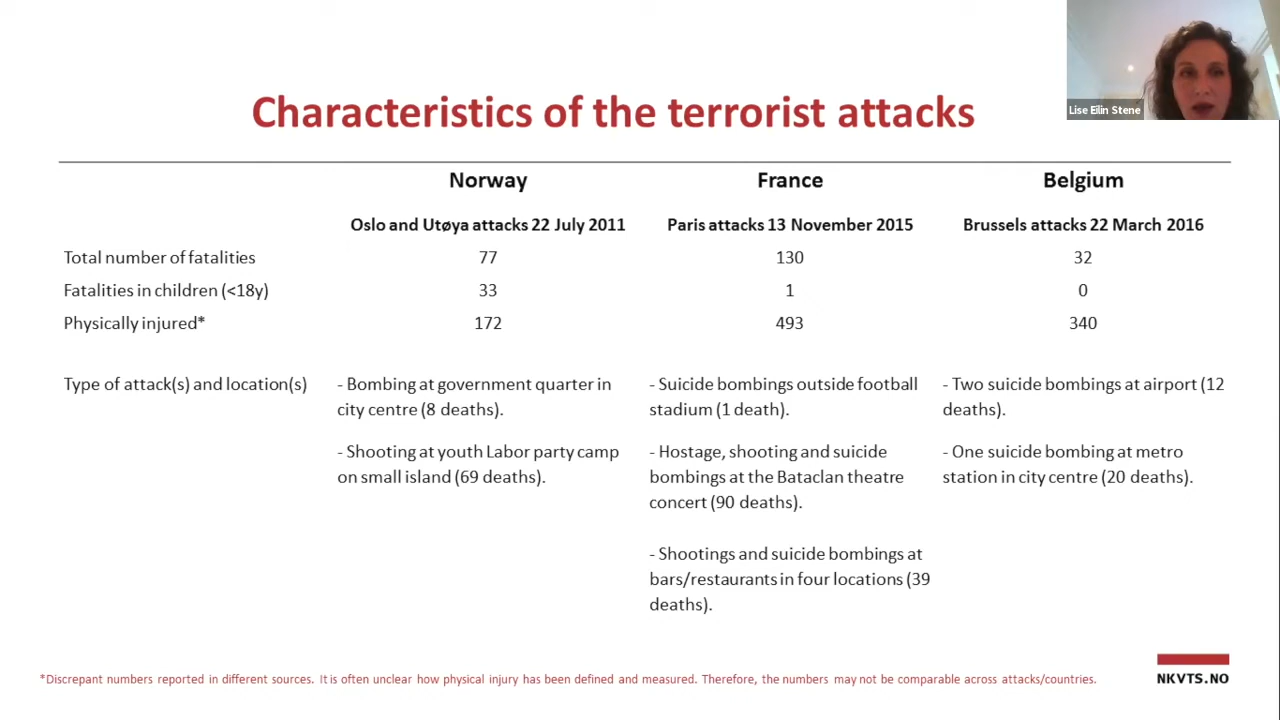 Lise Eilin Stene
Characteristics of the terrorist attacks
Norway France Belgium
Oslo and Utøya attacks 22 July 2011 Paris attacks 13 November 2015 Brussels attacks 22 March 2016
Total number of fatalities 77 130 32
Fatalities in children (<18y) 33 1 0
Physically injured* 172 493 340
Type of attack(s) and location(s)
- Bombing at government quarter in
city centre (8 deaths).
- Shooting at youth Labor party camp
on small island (69 deaths).
- Suicide bombings outside football
stadium (1 death).
- Hostage, shooting and suicide
bombings at the Bataclan theatre
concert (90 deaths).
- Shootings and suicide bombings at
bars/restaurants in four locations (39
deaths).
- Two suicide bombings at airport (12
deaths).
- One suicide bombing at metro
station in city centre (20 deaths).
*Discrepant numbers reported in different sources. It is often unclear how physical injury has been defined and measured. Therefore, the numbers may not be comparable across attacks/countries.
NKVTS.NO